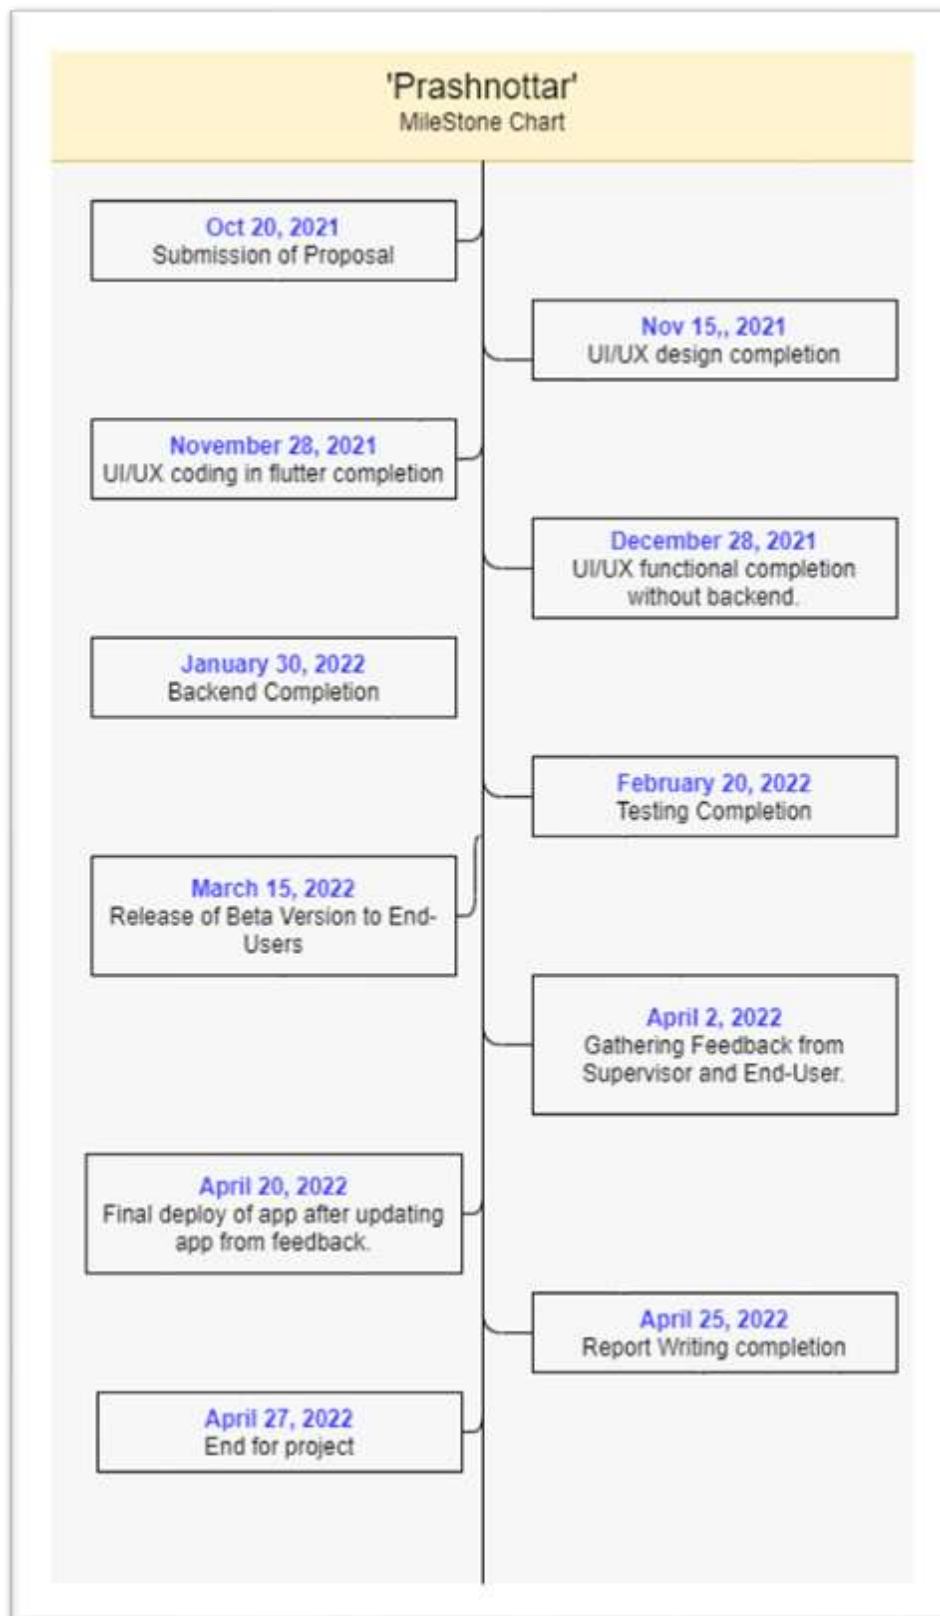 'Prashnottar'
MileStone Chart
Oct 20, 2021
Submission of Proposal
Nov 15,, 2021
UI/UX design completion
November 28, 2021
UI/UX coding in flutter completion
December 28, 2021
UI/UX functional completion
without backend.
January 30, 2022
Backend Completion
February 20, 2022
Testing Completion
March 15, 2022
Release of Beta Version to End-
Users
April 2, 2022
Gathering Feedback from
Supervisor and End-User.
April 20, 2022
Final deploy of app after updating
app from feedback.
April 25, 2022
Report Writing completion
April 27, 2022
End for project